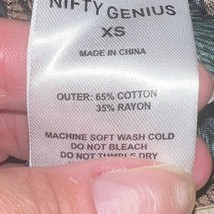 NIFTY GENIUS
XS
MADE IN CHINA
OUTER: 65% COTTON
35% RAYON
MACHINE SOFT WASH COLD
DO NOT BLEACH
DO NOT TUMBLE DRY